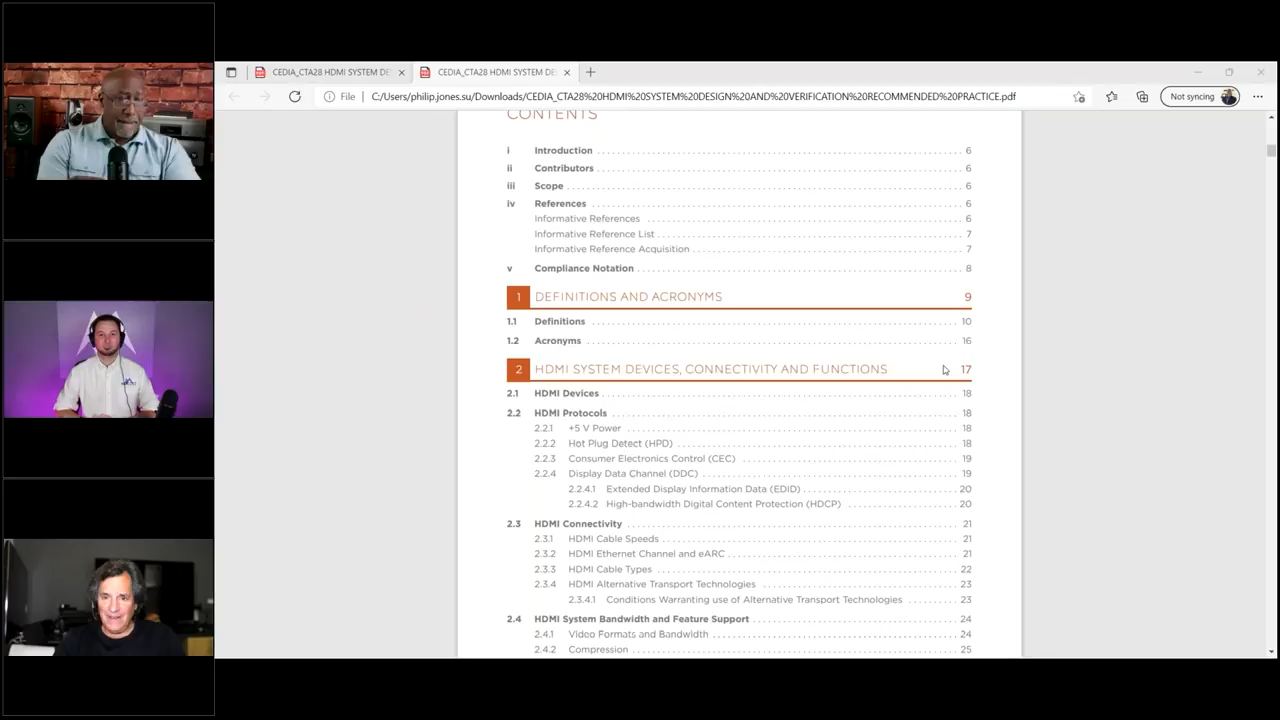 CEDIA_CTA28 HDMI SYSTEM DE
CEDIA_CTA28 HDMI SYSTEM DE
File
C:/Users/philip.jones.su/Downloads/CEDIA_CTA28%20HDMI%20SYSTEM%20DESIGN%20AND%20VERIFICATION%20RECOMMENDED%20PRACTICE.pdf
Not syncing
CONTENTS
i Introduction 6
ii Contributors 6
iii Scope 6
iv References 6
Informative References 6
Informative Reference List 7
Informative Reference Acquisition 7
v Compliance Notation 8
1 DEFINITIONS AND ACRONYMS 9
1.1 Definitions 10
1.2 Acronyms 16
2 HDMI SYSTEM DEVICES, CONNECTIVITY AND FUNCTIONS 17
2.1 HDMI Devices 18
2.2 HDMI Protocols 18
2.2.1 +5 V Power 18
2.2.2 Hot Plug Detect (HPD) 18
2.2.3 Consumer Electronics Control (CEC) 19
2.2.4 Display Data Channel (DDC) 19
2.2.4.1 Extended Display Information Data (EDID) 20
2.2.4.2 High-bandwidth Digital Content Protection (HDCP) 20
2.3 HDMI Connectivity 21
2.3.1 HDMI Cable Speeds 21
2.3.2 HDMI Ethernet Channel and eARC 21
2.3.3 HDMI Cable Types 22
2.3.4 HDMI Alternative Transport Technologies 23
2.3.4.1 Conditions Warranting use of Alternative Transport Technologies 23
2.4 HDMI System Bandwidth and Feature Support 24
2.4.1 Video Formats and Bandwidth 24
2.4.2 Compression 25